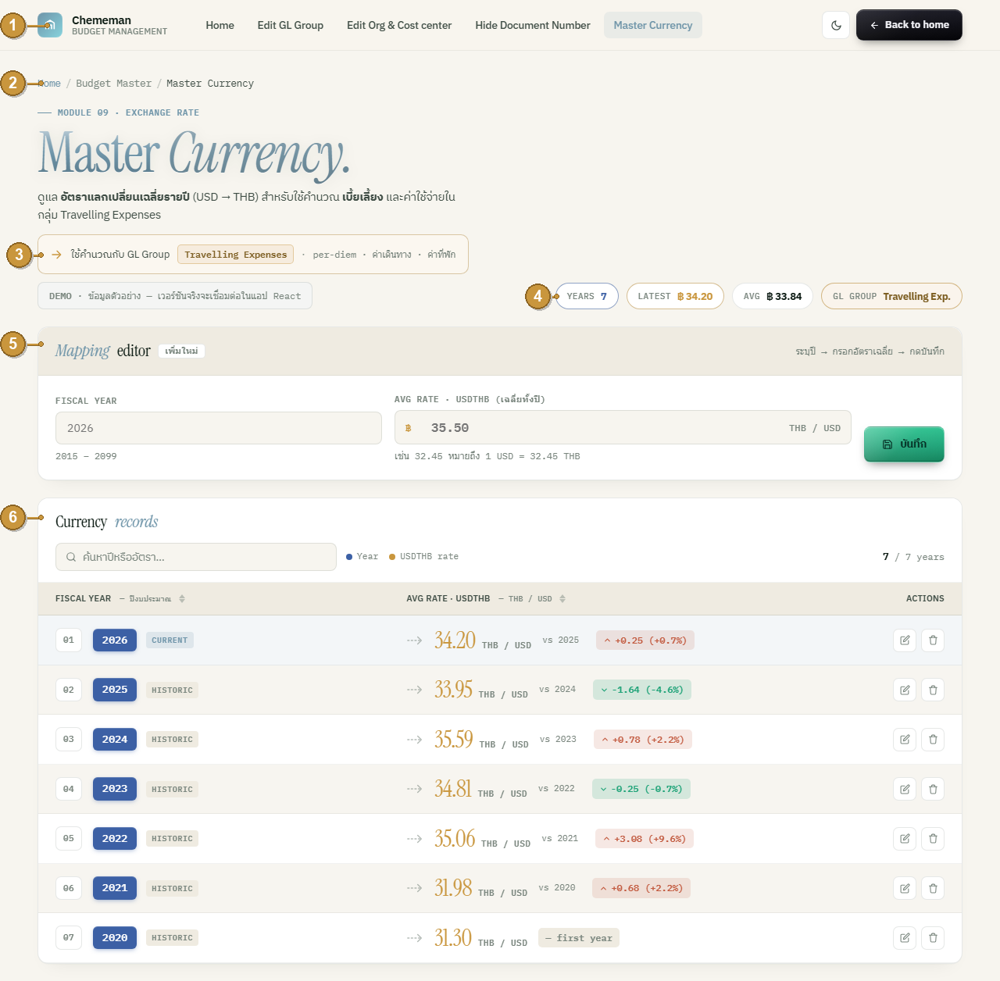 1
Chememan
BUDGET MANAGEMENT
Home
Edit GL Group
Edit Org & Cost center
Hide Document Number
Master Currency
Back to home
2
Home / Budget Master / Master Currency
MODULE 09 · EXCHANGE RATE
Master Currency.
ดูแล อัตราแลกเปลี่ยนเฉลี่ยรายปี (USD → THB) สำหรับใช้คำนวณ เบี้ยเลี้ยง และค่าใช้จ่ายใน
กลุ่ม Travelling Expenses
3
→ ใช้คำนวณกับ GL Group Travelling Expenses · per-diem · ค่าเดินทาง · ค่าที่พัก
DEMO · ข้อมูลตัวอย่าง — เวอร์ชันจริงจะเชื่อมต่อในแอป React
4
YEARS 7
LATEST ฿ 34.20
AVG ฿ 33.84
GL GROUP Travelling Exp.
5
Mapping editor เพิ่มใหม่
ระบุปี → กรอกอัตราเฉลี่ย → กดบันทึก
FISCAL YEAR
2026
2015 – 2099
AVG RATE · USDTHB (เฉลี่ยทั้งปี)
฿ 35.50 THB / USD
เช่น 32.45 หมายถึง 1 USD = 32.45 THB
บันทึก
6
Currency records
ค้นหาปีหรืออัตรา...
Year
USDTHB rate
7 / 7 years
FISCAL YEAR — ปีงบประมาณ
AVG RATE · USDTHB — THB / USD
ACTIONS
01 2026 CURRENT 34.20 THB / USD vs 2025 +0.25 (+0.7%)
02 2025 HISTORIC 33.95 THB / USD vs 2024 -1.64 (-4.6%)
03 2024 HISTORIC 35.59 THB / USD vs 2023 +0.78 (+2.2%)
04 2023 HISTORIC 34.81 THB / USD vs 2022 -0.25 (-0.7%)
05 2022 HISTORIC 35.06 THB / USD vs 2021 +3.08 (+9.6%)
06 2021 HISTORIC 31.98 THB / USD vs 2020 +0.68 (+2.2%)
07 2020 HISTORIC 31.30 THB / USD — first year